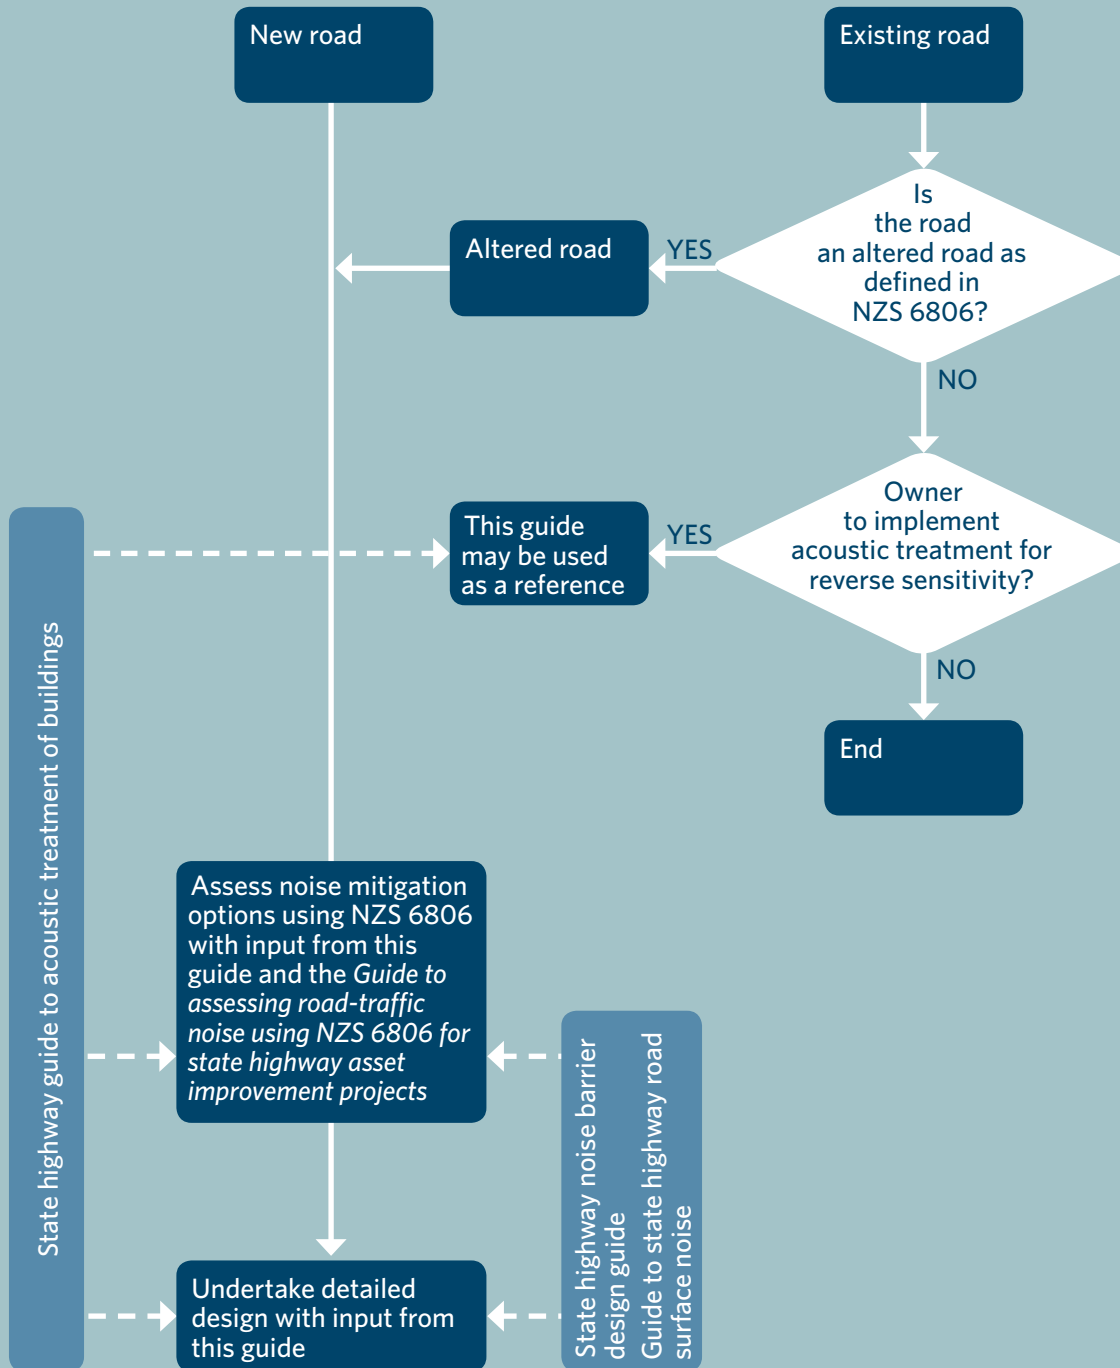 New road
Existing road
Is
the road
an altered road as
defined in
NZS 6806?
YES
Altered road
NO
Owner
to implement
acoustic treatment for
reverse sensitivity?
YES
This guide
may be used
as a reference
NO
End
State highway guide to acoustic treatment of buildings
Assess noise mitigation
options using NZS 6806
with input from this
guide and the Guide to
assessing road-traffic
noise using NZS 6806 for
state highway asset
improvement projects
State highway noise barrier
design guide
Guide to state highway road
surface noise
Undertake detailed
design with input from
this guide